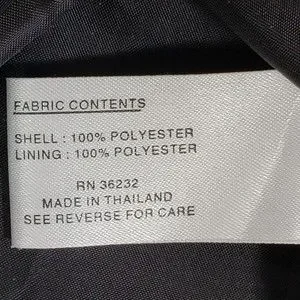 FABRIC CONTENTS
SHELL : 100% POLYESTER
LINING : 100% POLYESTER
RN 36232
MADE IN THAILAND
SEE REVERSE FOR CARE